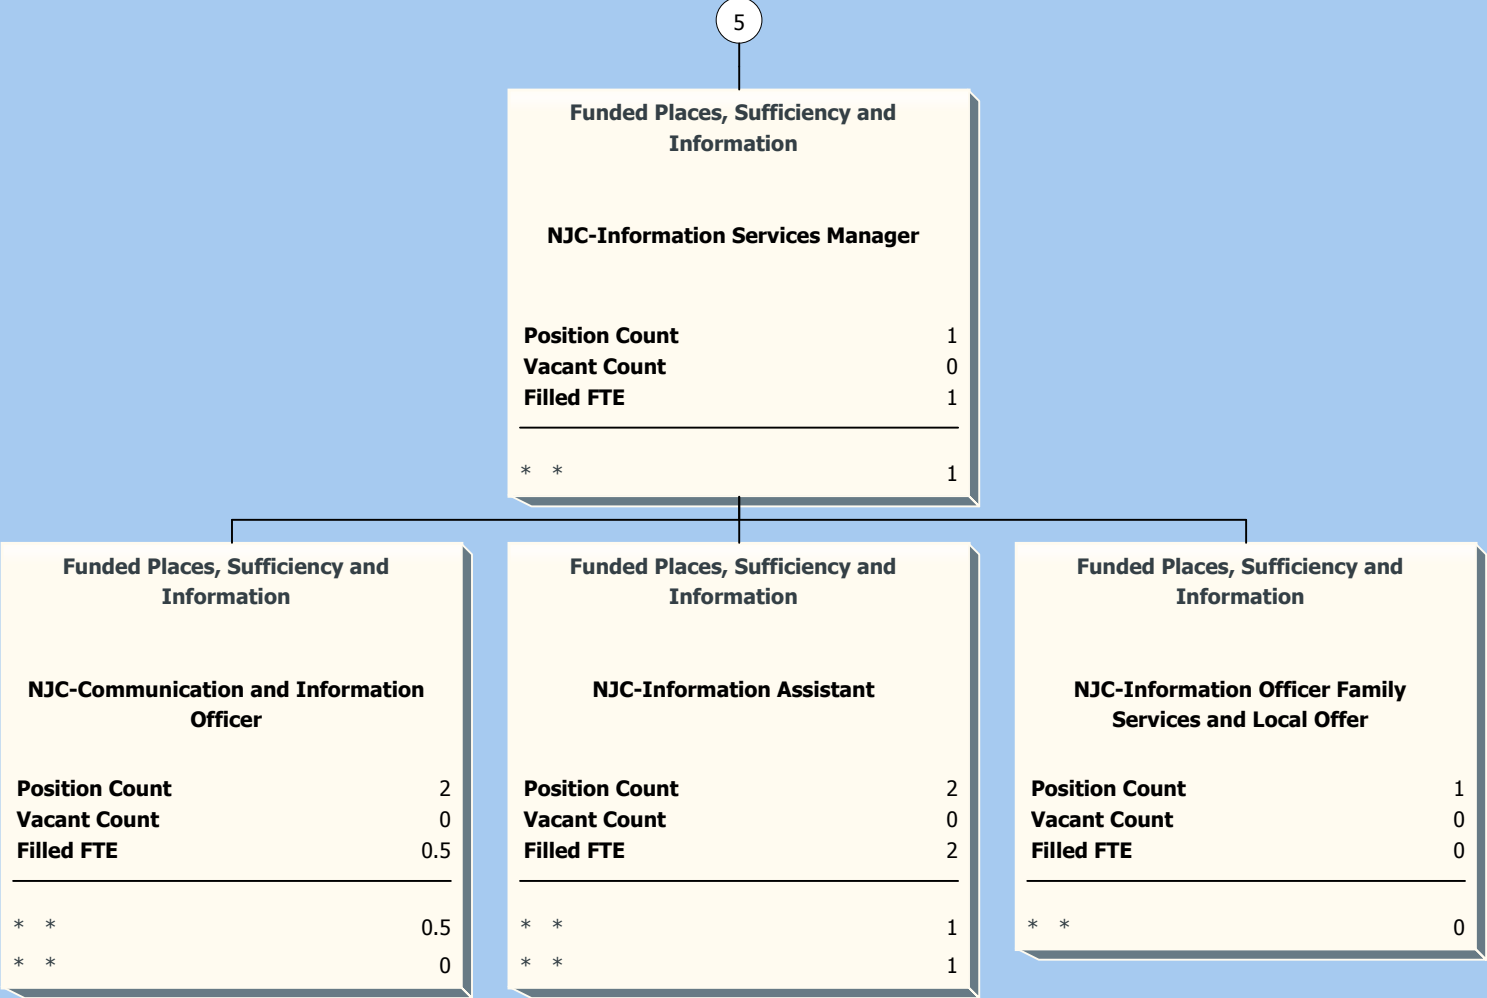 5
Funded Places, Sufficiency and
Information
NJC-Information Services Manager
Position Count 1
Vacant Count 0
Filled FTE 1
* * 1
Funded Places, Sufficiency and
Information
NJC-Communication and Information
Officer
Position Count 2
Vacant Count 0
Filled FTE 0.5
* * 0.5
* * 0
Funded Places, Sufficiency and
Information
NJC-Information Assistant
Position Count 2
Vacant Count 0
Filled FTE 2
* * 1
* * 1
Funded Places, Sufficiency and
Information
NJC-Information Officer Family
Services and Local Offer
Position Count 1
Vacant Count 0
Filled FTE 0
* * 0